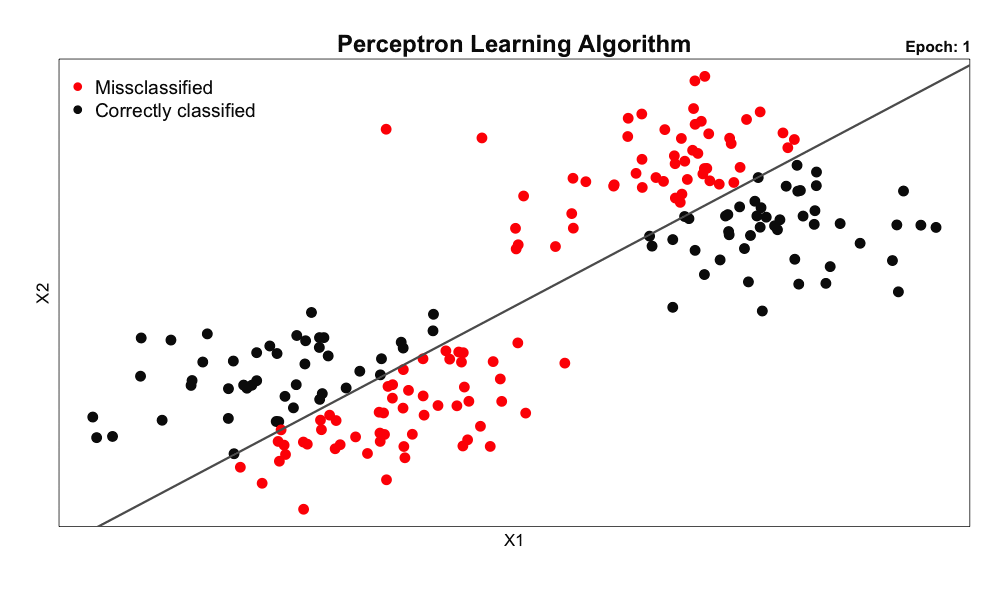 Perceptron Learning Algorithm
Epoch: 1
Missclassified
Correctly classified
X2
X1